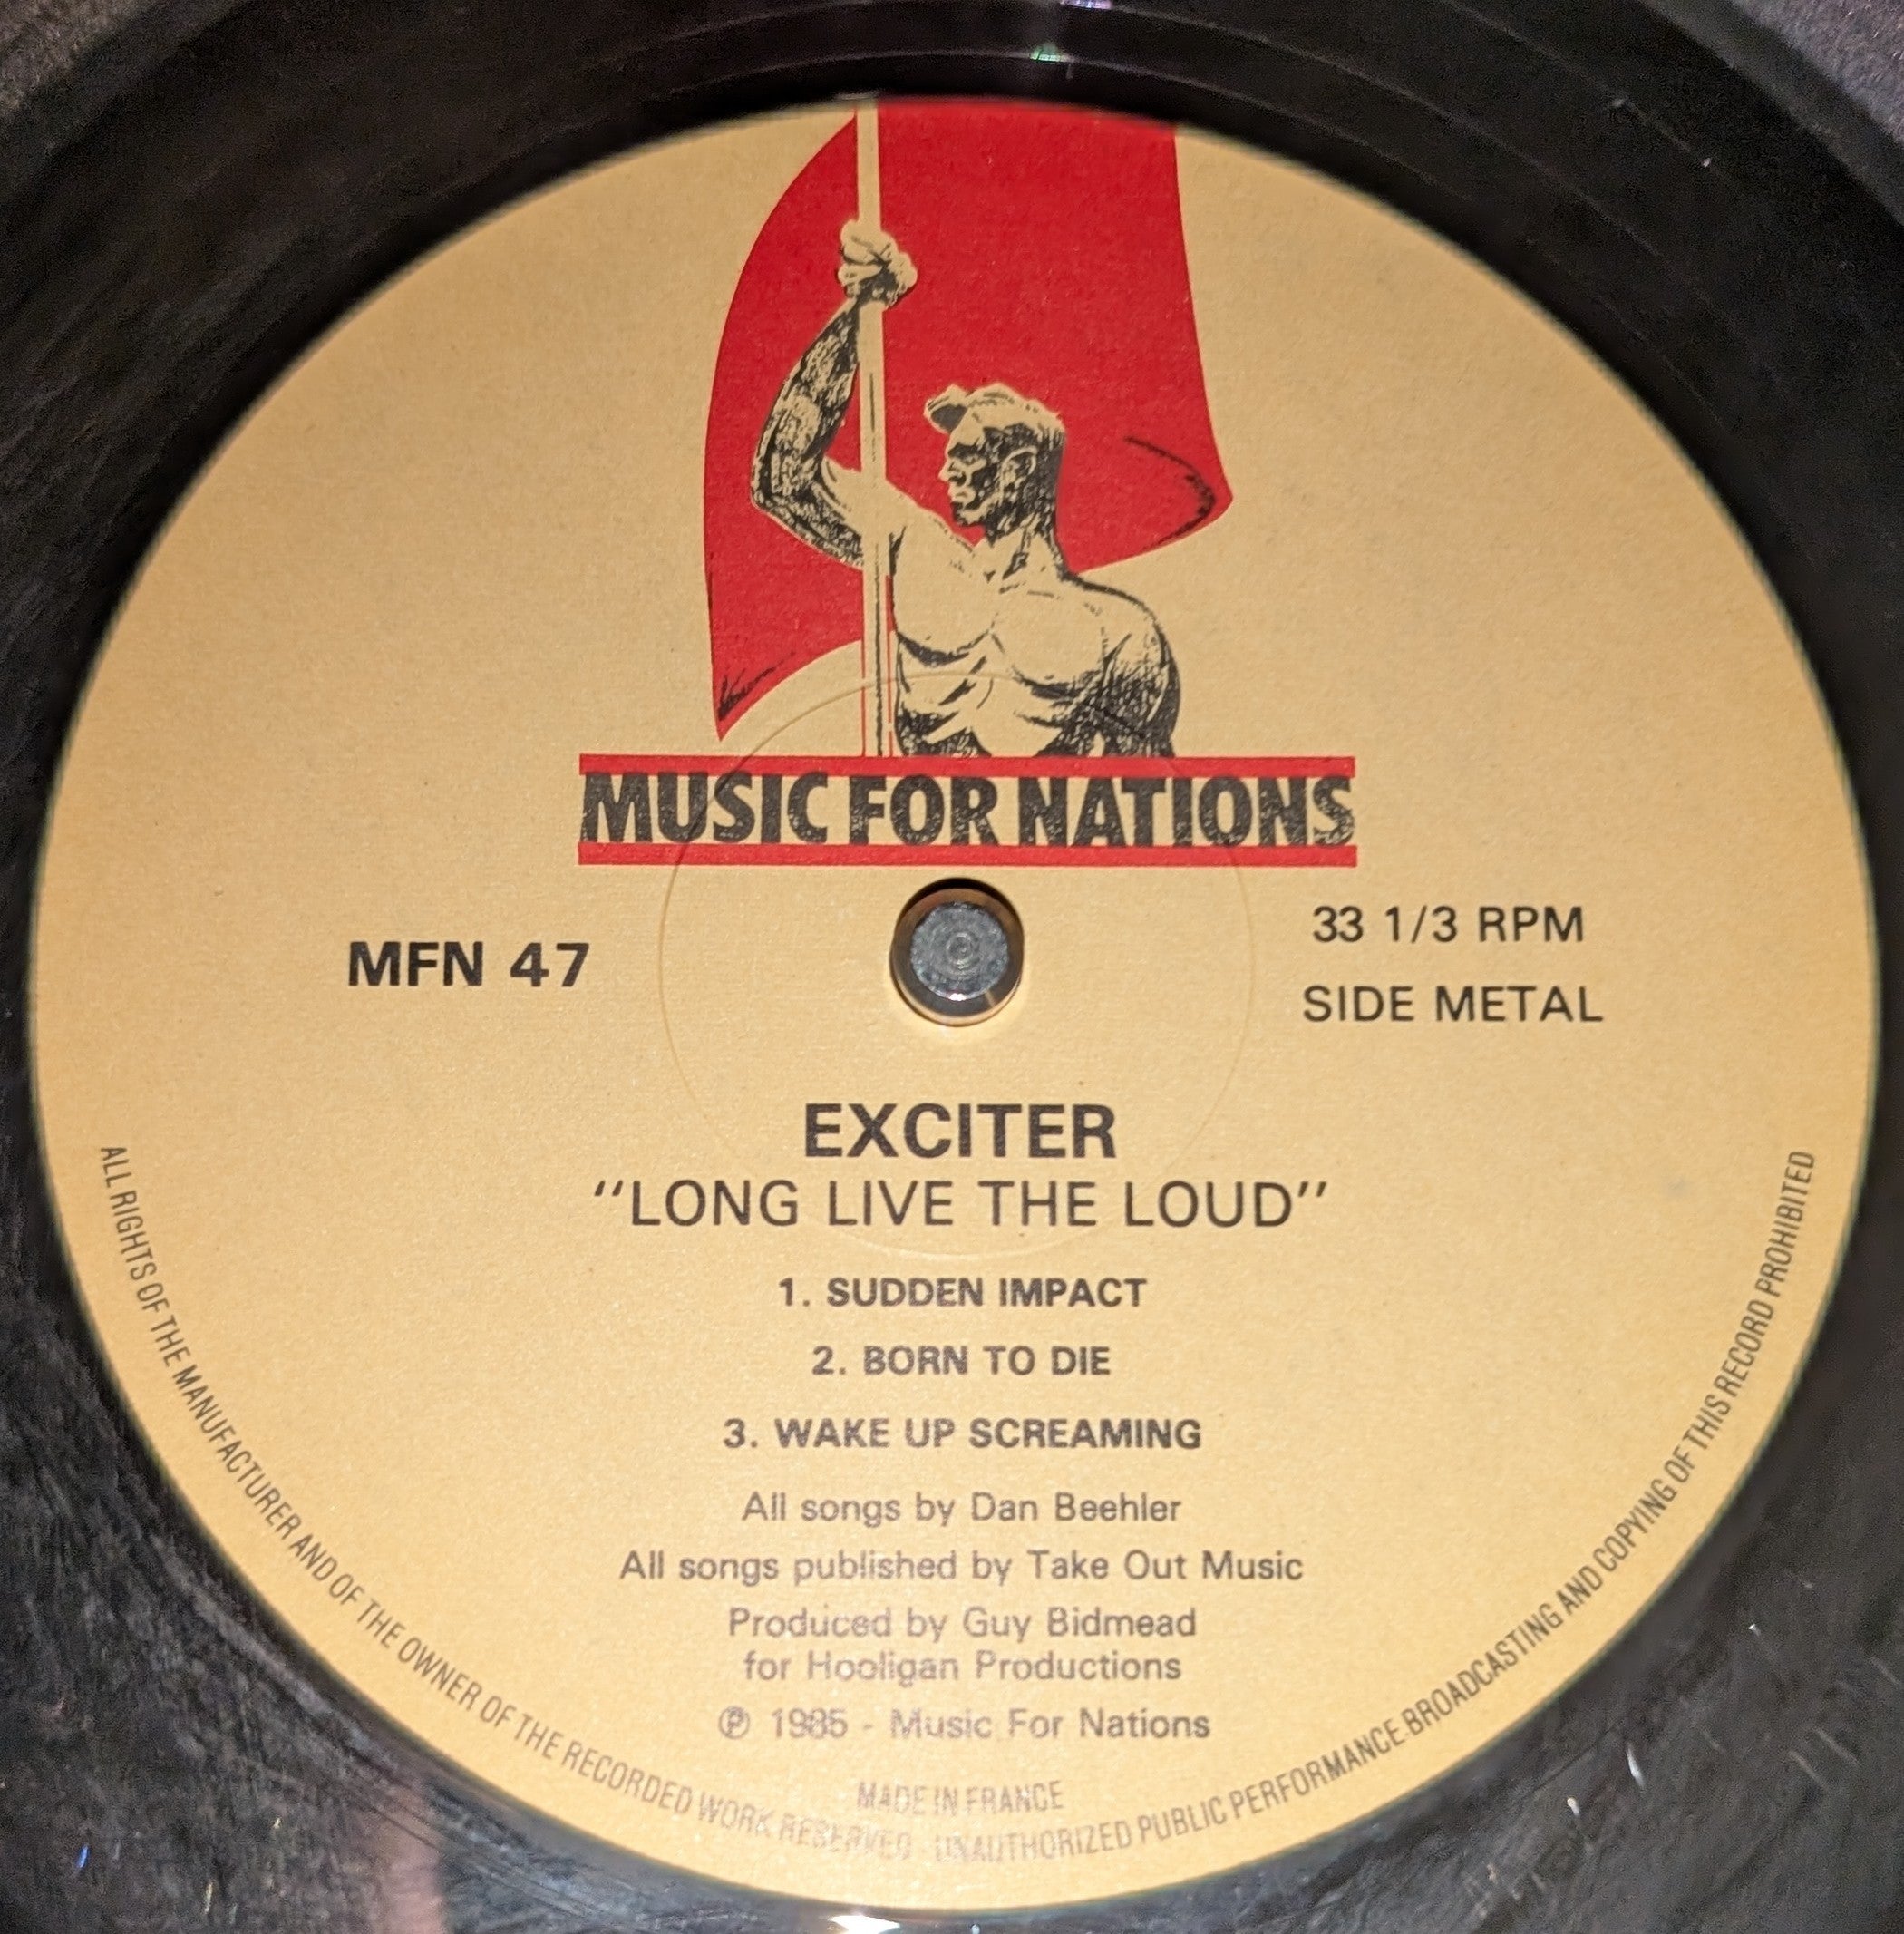 MUSIC FOR NATIONS
MFN 47
33 1/3 RPM
SIDE METAL
EXCITER
“LONG LIVE THE LOUD”
1. SUDDEN IMPACT
2. BORN TO DIE
3. WAKE UP SCREAMING
All songs by Dan Beehler
All songs published by Take Out Music
Produced by Guy Bidmead
for Hooligan Productions
℗ 1985 - Music For Nations
MADE IN FRANCE
ALL RIGHTS OF THE MANUFACTURER AND OF THE OWNER OF THE RECORDED WORK RESERVED - UNAUTHORIZED PUBLIC PERFORMANCE BROADCASTING AND COPYING OF THIS RECORD PROHIBITED